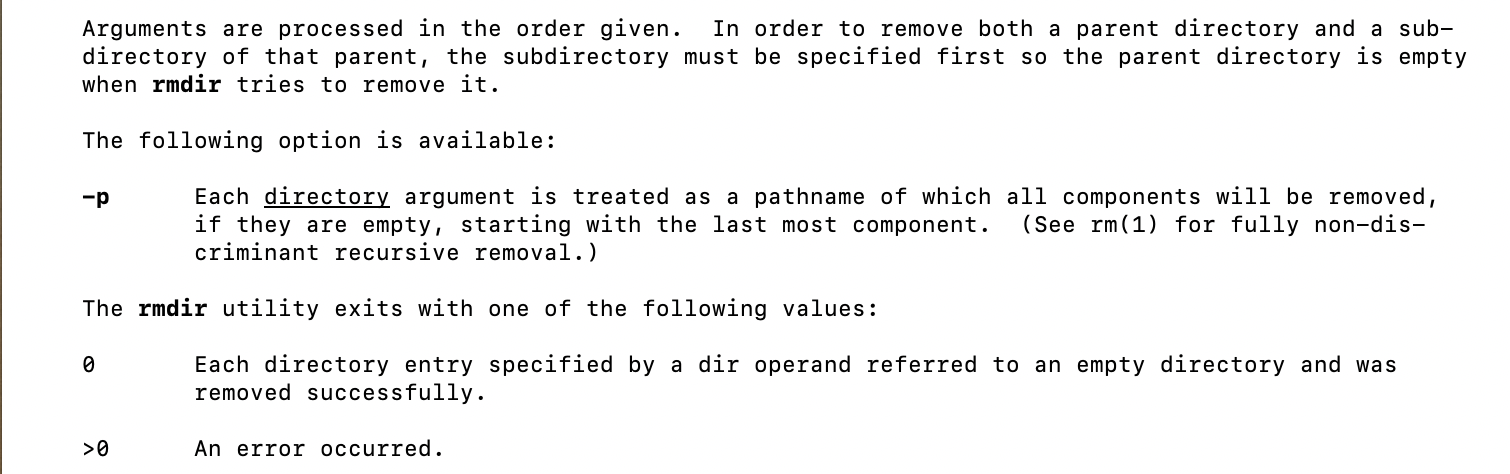 Arguments are processed in the order given.  In order to remove both a parent directory and a sub-
directory of that parent, the subdirectory must be specified first so the parent directory is empty
when rmdir tries to remove it.
The following option is available:
-p      Each directory argument is treated as a pathname of which all components will be removed,
if they are empty, starting with the last most component.  (See rm(1) for fully non-dis-
criminant recursive removal.)
The rmdir utility exits with one of the following values:
0       Each directory entry specified by a dir operand referred to an empty directory and was
removed successfully.
>0      An error occurred.